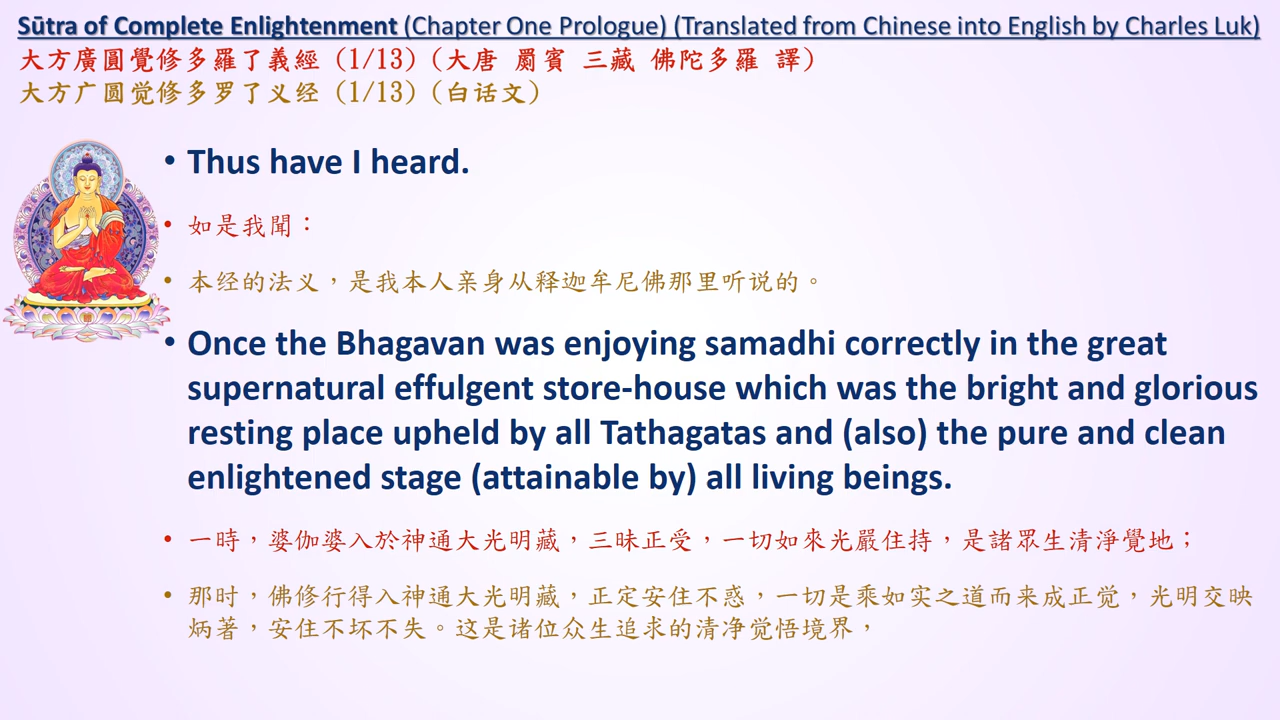 Sūtra of Complete Enlightenment (Chapter One Prologue) (Translated from Chinese into English by Charles Luk)
大方廣圓覺修多羅了義經 (1/13) (大唐 罽賓 三藏 佛陀多羅 譯)
大方广圆觉修多罗了义经 (1/13) (白话文)
• Thus have I heard.
• 如是我聞：
• 本经的法义，是我本人亲身从释迦牟尼佛那里听说的。
• Once the Bhagavan was enjoying samadhi correctly in the great
supernatural effulgent store-house which was the bright and glorious
resting place upheld by all Tathagatas and (also) the pure and clean
enlightened stage (attainable by) all living beings.
• 一時，婆伽婆入於神通大光明藏，三昧正受，一切如來光嚴住持，是諸眾生清淨覺地；
• 那时，佛修行得入神通大光明藏，正定安住不惑，一切是乘如实之道而来成正觉，光明交映
炳著，安住不坏不失。这是诸位众生追求的清净觉悟境界，